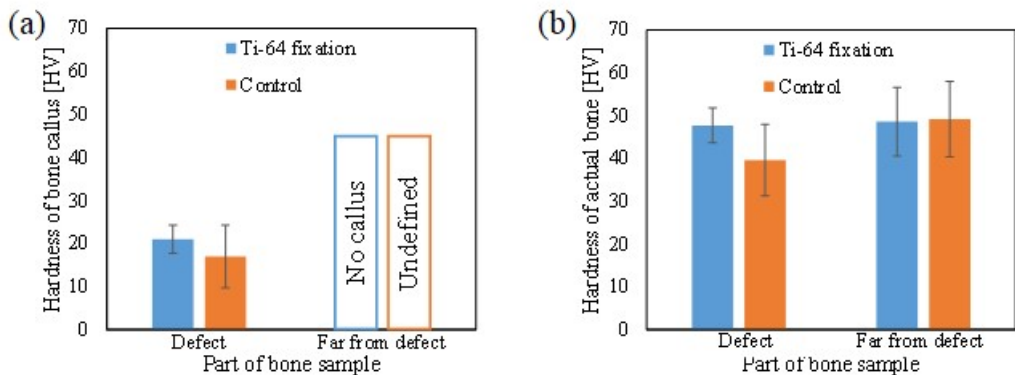 (a)
Hardness of bone callus [HV]
70
60
50
40
30
20
10
0
Ti-64 fixation
Control
No callus
Undefined
Defect
Far from defect
Part of bone sample
(b)
Hardness of actual bone [HV]
70
60
50
40
30
20
10
0
Ti-64 fixation
Control
Defect
Far from defect
Part of bone sample